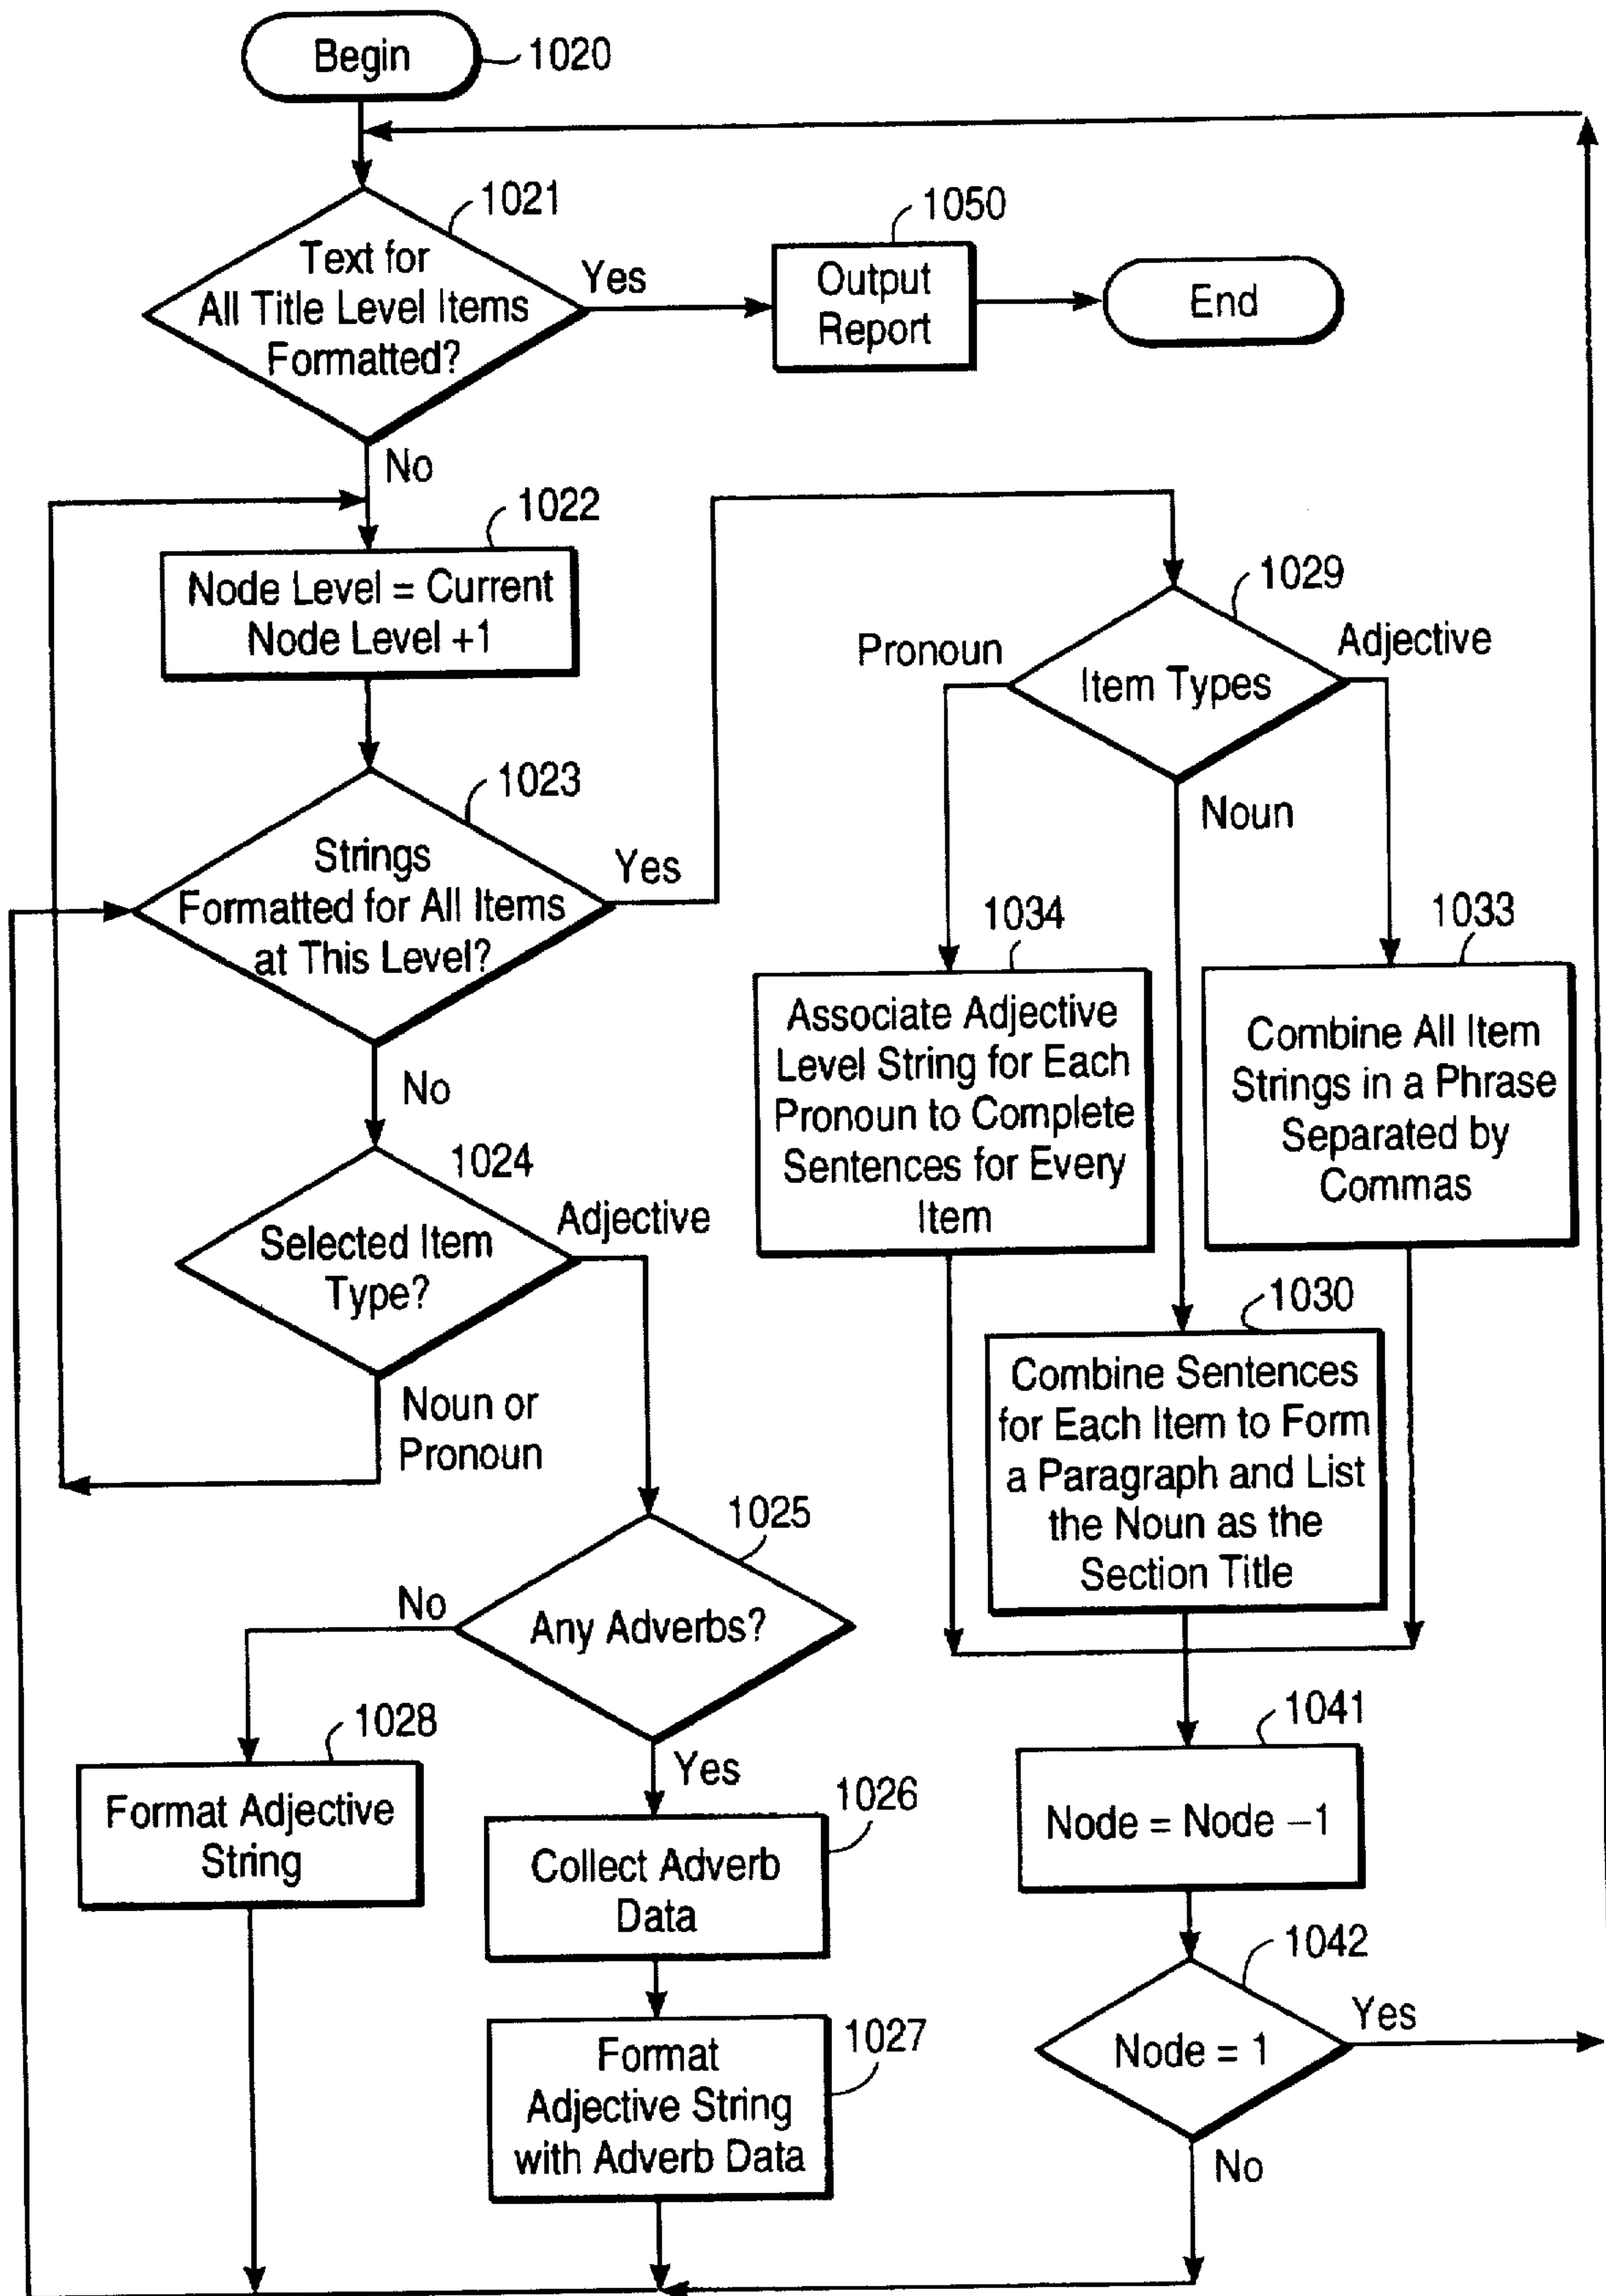 Begin
1020
1021
Text for
All Title Level Items
Formatted?
Yes
1050
Output
Report
End
No
1022
Node Level = Current
Node Level +1
1023
Strings
Formatted for All Items
at This Level?
Yes
No
1024
Selected Item
Type?
Adjective
Noun or
Pronoun
1025
Any Adverbs?
No
1028
Format Adjective
String
Yes
1026
Collect Adverb
Data
1027
Format
Adjective String
with Adverb Data
1029
Item Types
Pronoun
Adjective
Noun
1034
Associate Adjective
Level String for Each
Pronoun to Complete
Sentences for Every
Item
1033
Combine All Item
Strings in a Phrase
Separated by
Commas
1030
Combine Sentences
for Each Item to Form
a Paragraph and List
the Noun as the
Section Title
1041
Node = Node –1
1042
Node = 1
Yes
No